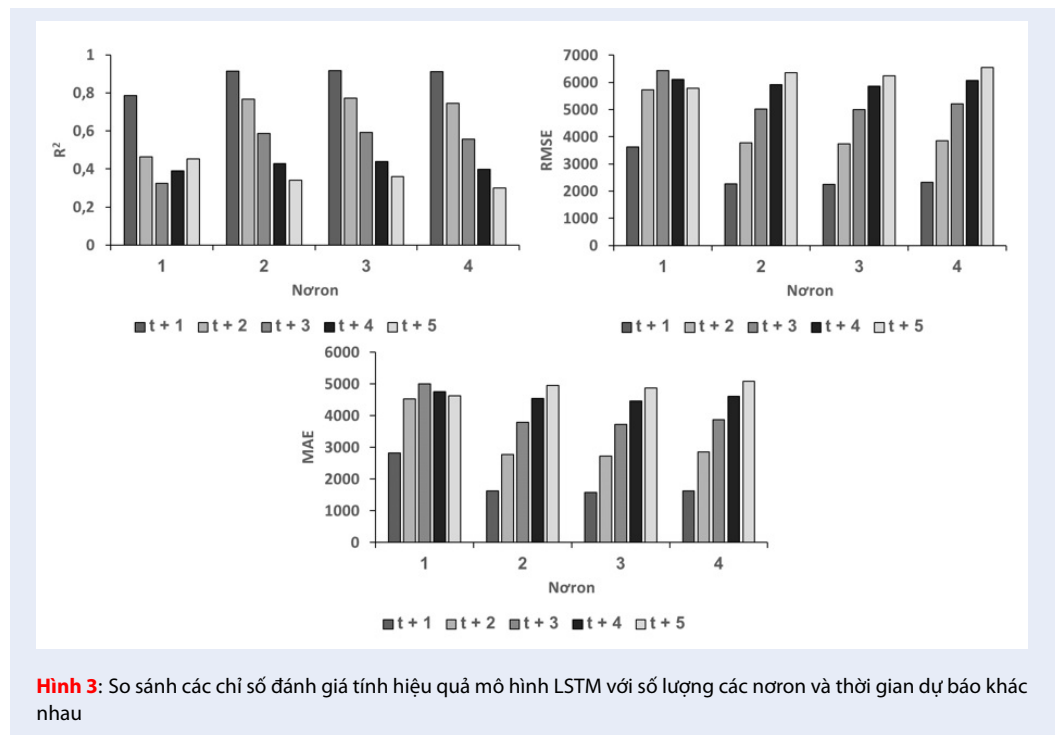 R²
1
0,8
0,6
0,4
0,2
0
1 2 3 4
Nơron
t + 1 t + 2 t + 3 t + 4 t + 5
RMSE
7000
6000
5000
4000
3000
2000
1000
0
1 2 3 4
Nơron
t + 1 t + 2 t + 3 t + 4 t + 5
MAE
6000
5000
4000
3000
2000
1000
0
1 2 3 4
Nơron
t + 1 t + 2 t + 3 t + 4 t + 5
Hình 3: So sánh các chỉ số đánh giá tính hiệu quả mô hình LSTM với số lượng các nơron và thời gian dự báo khác
nhau